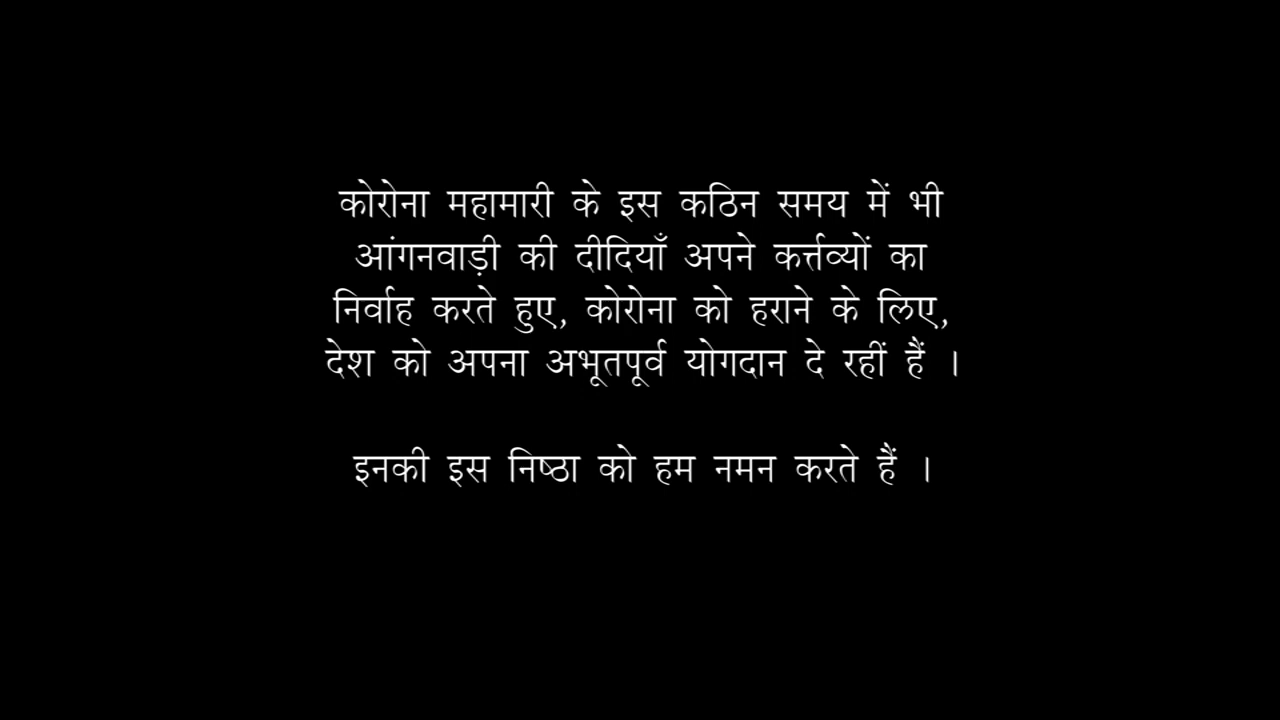 कोरोना महामारी के इस कठिन समय में भी
आंगनवाड़ी की दीदियाँ अपने कर्त्तव्यों का
निर्वाह करते हुए, कोरोना को हराने के लिए,
देश को अपना अभूतपूर्व योगदान दे रहीं हैं ।
इनकी इस निष्ठा को हम नमन करते हैं ।